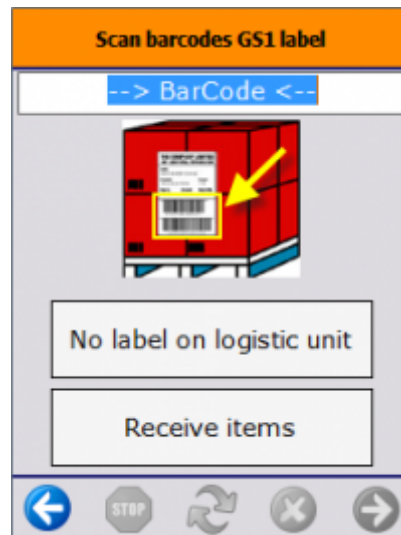 Scan barcodes GS1 label
--> BarCode <--
No label on logistic unit
Receive items
STOP